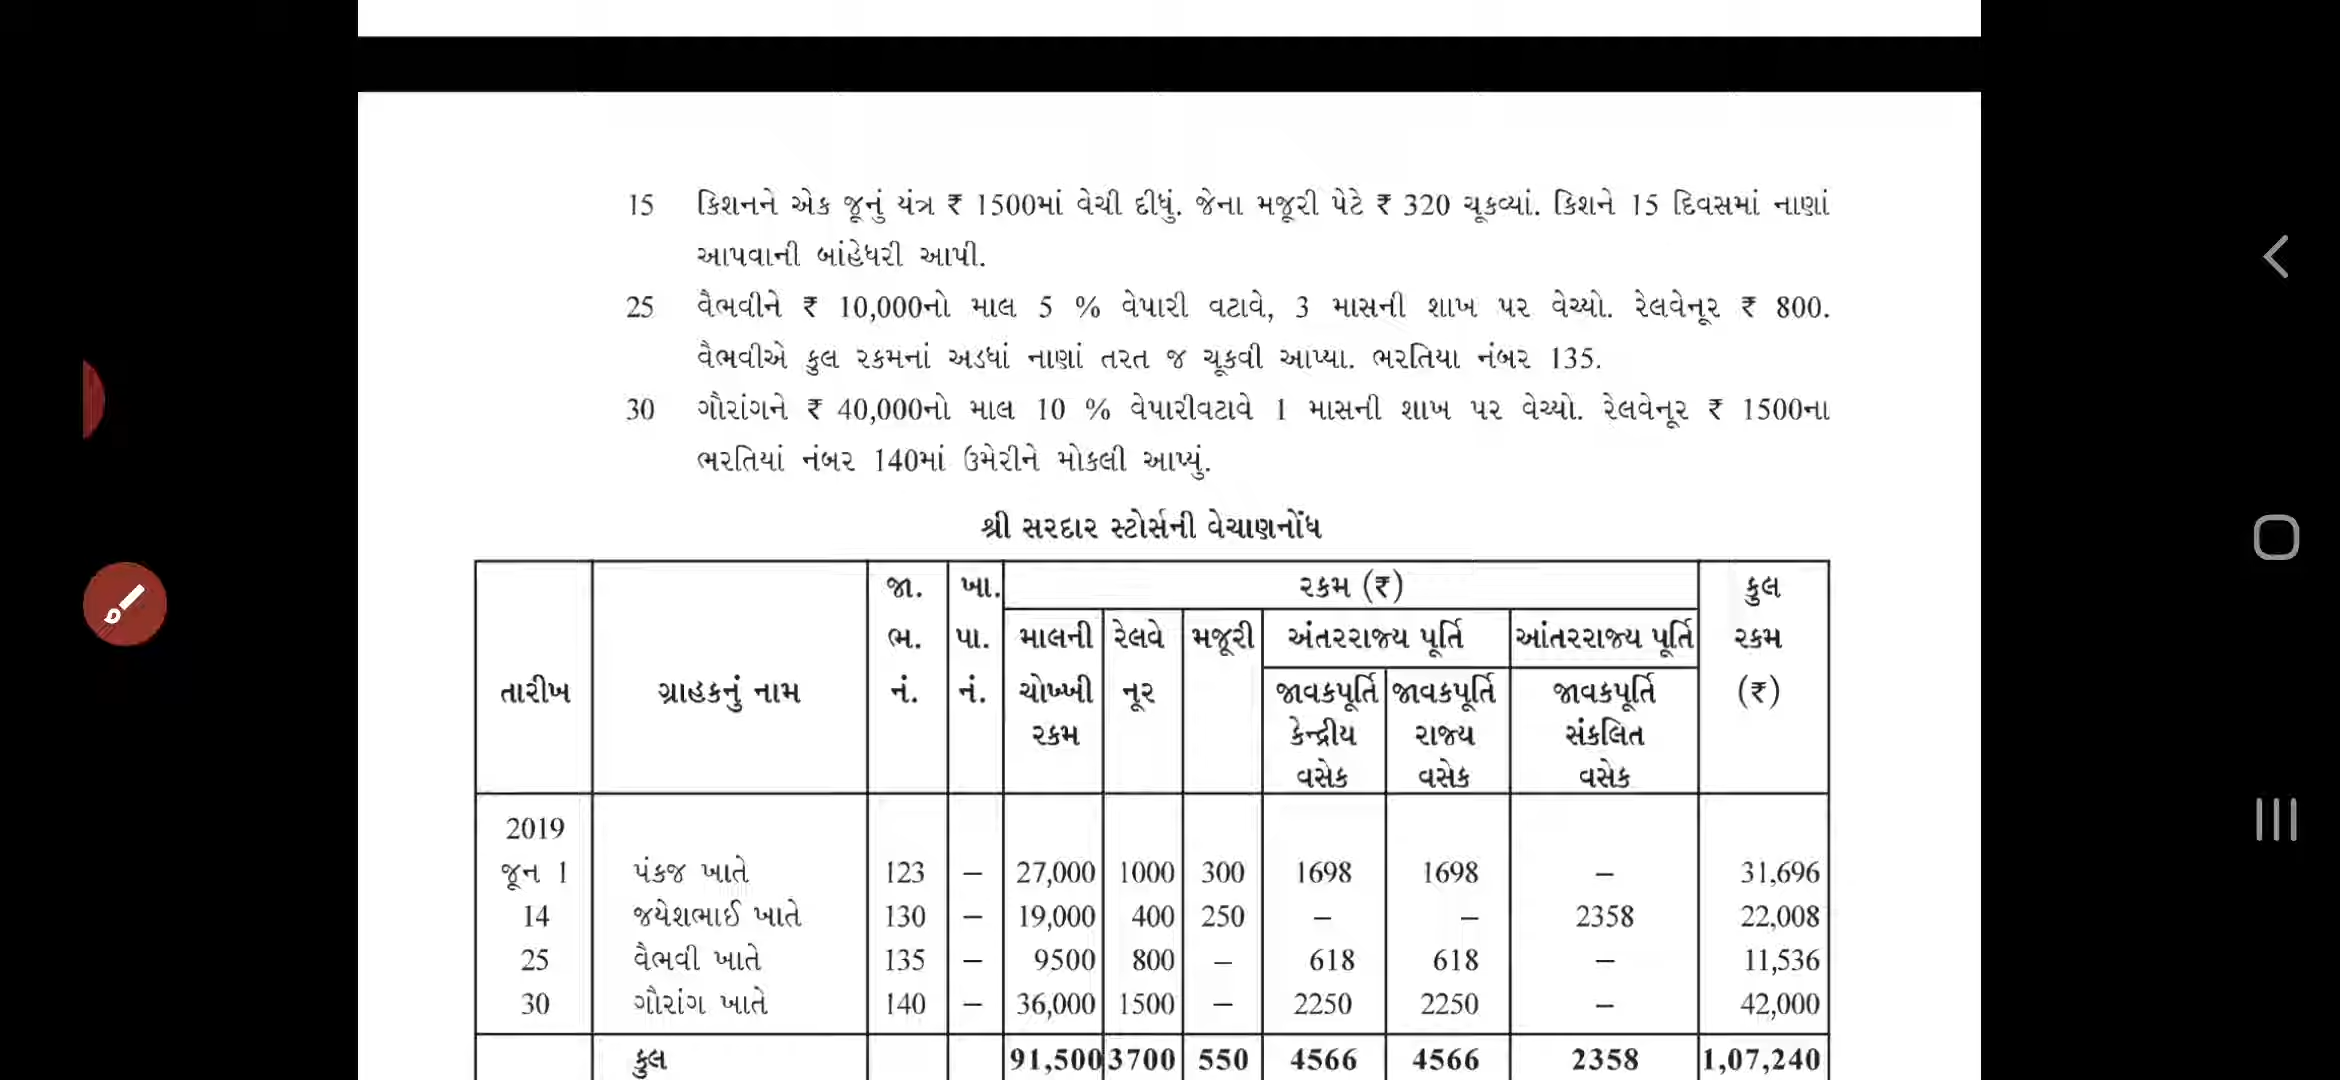 15 કિશનને એક જૂનું યંત્ર ₹ 1500માં વેચી દીધું. જેના મજૂરી પેટે ₹ 320 ચૂકવ્યાં. કિશને 15 દિવસમાં નાણાં
આપવાની બાંહેધરી આપી.
25 વૈભવીને ₹ 10,000નો માલ 5 % વેપારી વટાવે, 3 માસની શાખ પર વેચ્યો. રેલવેનૂર ₹ 800.
વૈભવીએ કુલ રકમનાં અડધાં નાણાં તરત જ ચૂકવી આપ્યા. ભરતિયા નંબર 135.
30 ગૌરાંગને ₹ 40,000નો માલ 10 % વેપારીવટાવે 1 માસની શાખ પર વેચ્યો. રેલવેનૂર ₹ 1500ના
ભરતિયાં નંબર 140માં ઉમેરીને મોકલી આપ્યું.
શ્રી સરદાર સ્ટોર્સની વેચાણનોંધ
જા. ખા. રકમ (₹) કુલ
ભ. પા. માલની રેલવે મજૂરી અંતરરાજ્ય પૂર્તિ આંતરરાજ્ય પૂર્તિ રકમ
તારીખ ગ્રાહકનું નામ નં. નં. ચોખ્ખી નૂર જાવકપૂર્તિ જાવકપૂર્તિ જાવકપૂર્તિ (₹)
રકમ કેન્દ્રીય રાજ્ય સંકલિત
વસેક વસેક વસેક
2019
જૂન 1 પંકજ ખાતે 123 – 27,000 1000 300 1698 1698 – 31,696
14 જયેશભાઈ ખાતે 130 – 19,000 400 250 – – 2358 22,008
25 વૈભવી ખાતે 135 – 9500 800 – 618 618 – 11,536
30 ગૌરાંગ ખાતે 140 – 36,000 1500 – 2250 2250 – 42,000
કુલ 91,500 3700 550 4566 4566 2358 1,07,240